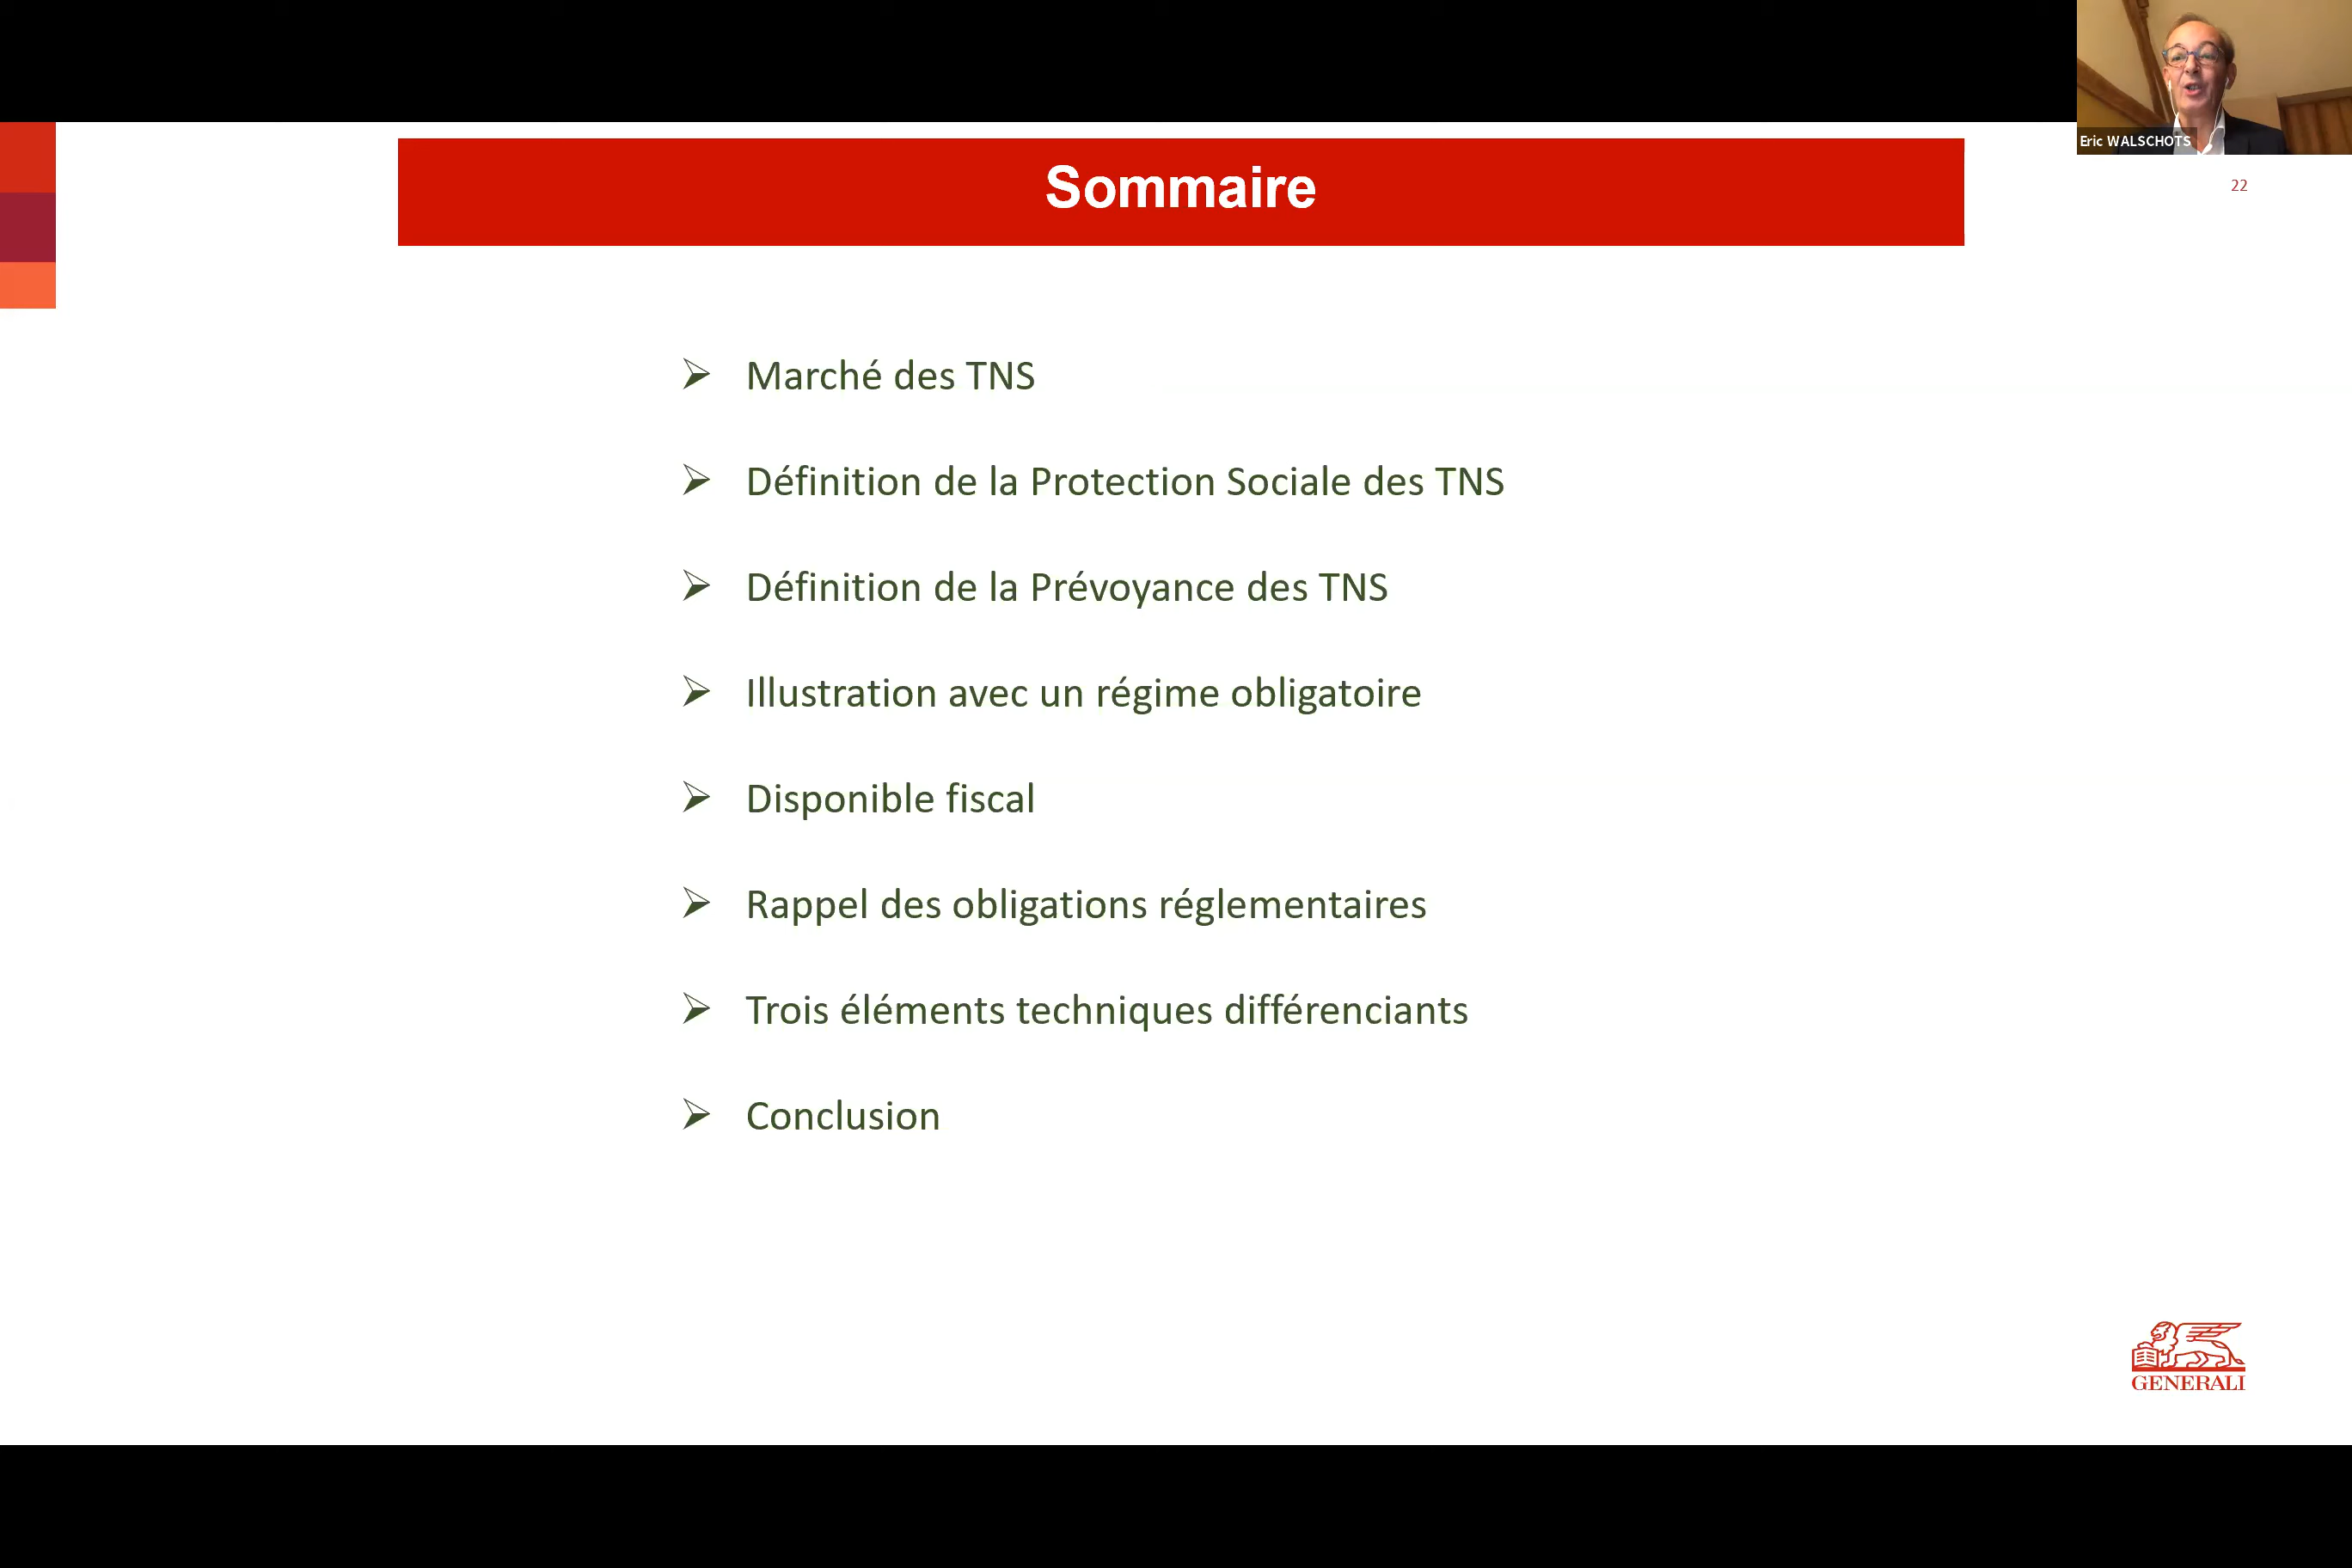 Eric WALSCHOTS
Sommaire
22
Marché des TNS
Définition de la Protection Sociale des TNS
Définition de la Prévoyance des TNS
Illustration avec un régime obligatoire
Disponible fiscal
Rappel des obligations réglementaires
Trois éléments techniques différenciants
Conclusion
GENERALI